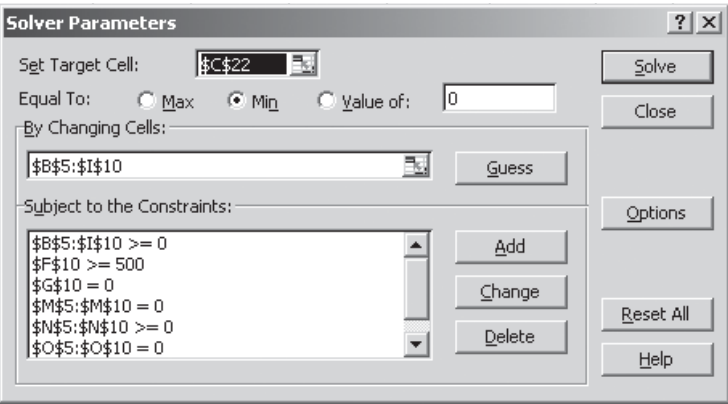 Solver Parameters ? X
Set Target Cell: $C$22 Solve
Equal To: Max Min Value of: 0
Close
By Changing Cells:
$B$5:$I$10 Guess
Subject to the Constraints: Options
$B$5:$I$10 >= 0 Add
$F$10 >= 500
$G$10 = 0 Change
$M$5:$M$10 = 0 Reset All
$N$5:$N$10 >= 0 Delete
$O$5:$O$10 = 0
Help